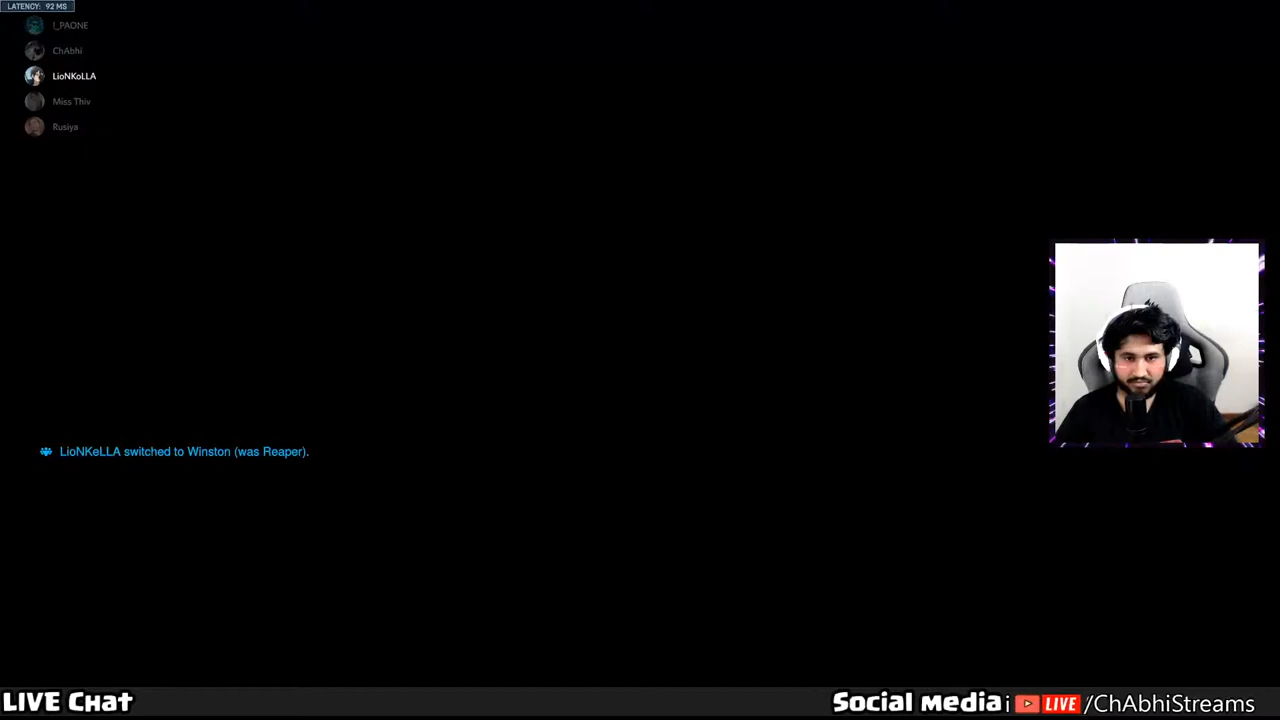 LATENCY: 92 MS
!_PAONE
ChAbhi
LioNKoLLA
Miss Thiv
Rusiya
LioNKeLLA switched to Winston (was Reaper).
LIVE Chat
Social Media
LIVE /ChAbhiStreams